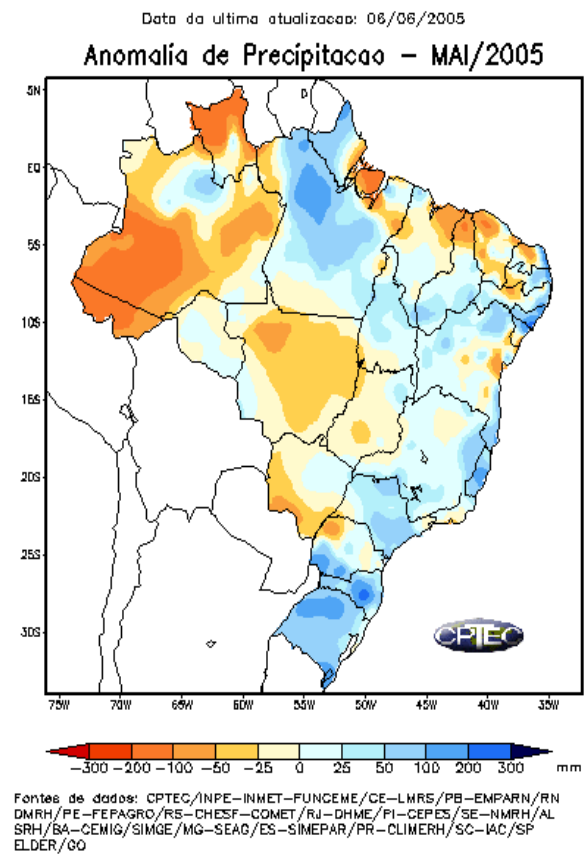 Data da ultima atualizacao: 06/06/2005
Anomalia de Precipitacao – MAI/2005
5N
EQ
5S
10S
15S
20S
25S
30S
CPTEC
75W 70W 65W 60W 55W 50W 45W 40W 35W
-300 -200 -100 -50 -25 0 25 50 100 200 300 mm
Fontes de dados: CPTEC/INPE-INMET-FUNCEME/CE-LMRS/PB-EMPARN/RN
DMRH/PE-FEPAGRO/RS-CHESF-COMET/RJ-DHME/PI-CEPES/SE-NMRH/AL
SRH/BA-CEMIG/SIMGE/MG-SEAG/ES-SIMEPAR/PR-CLIMERH/SC-IAC/SP
ELDER/GO